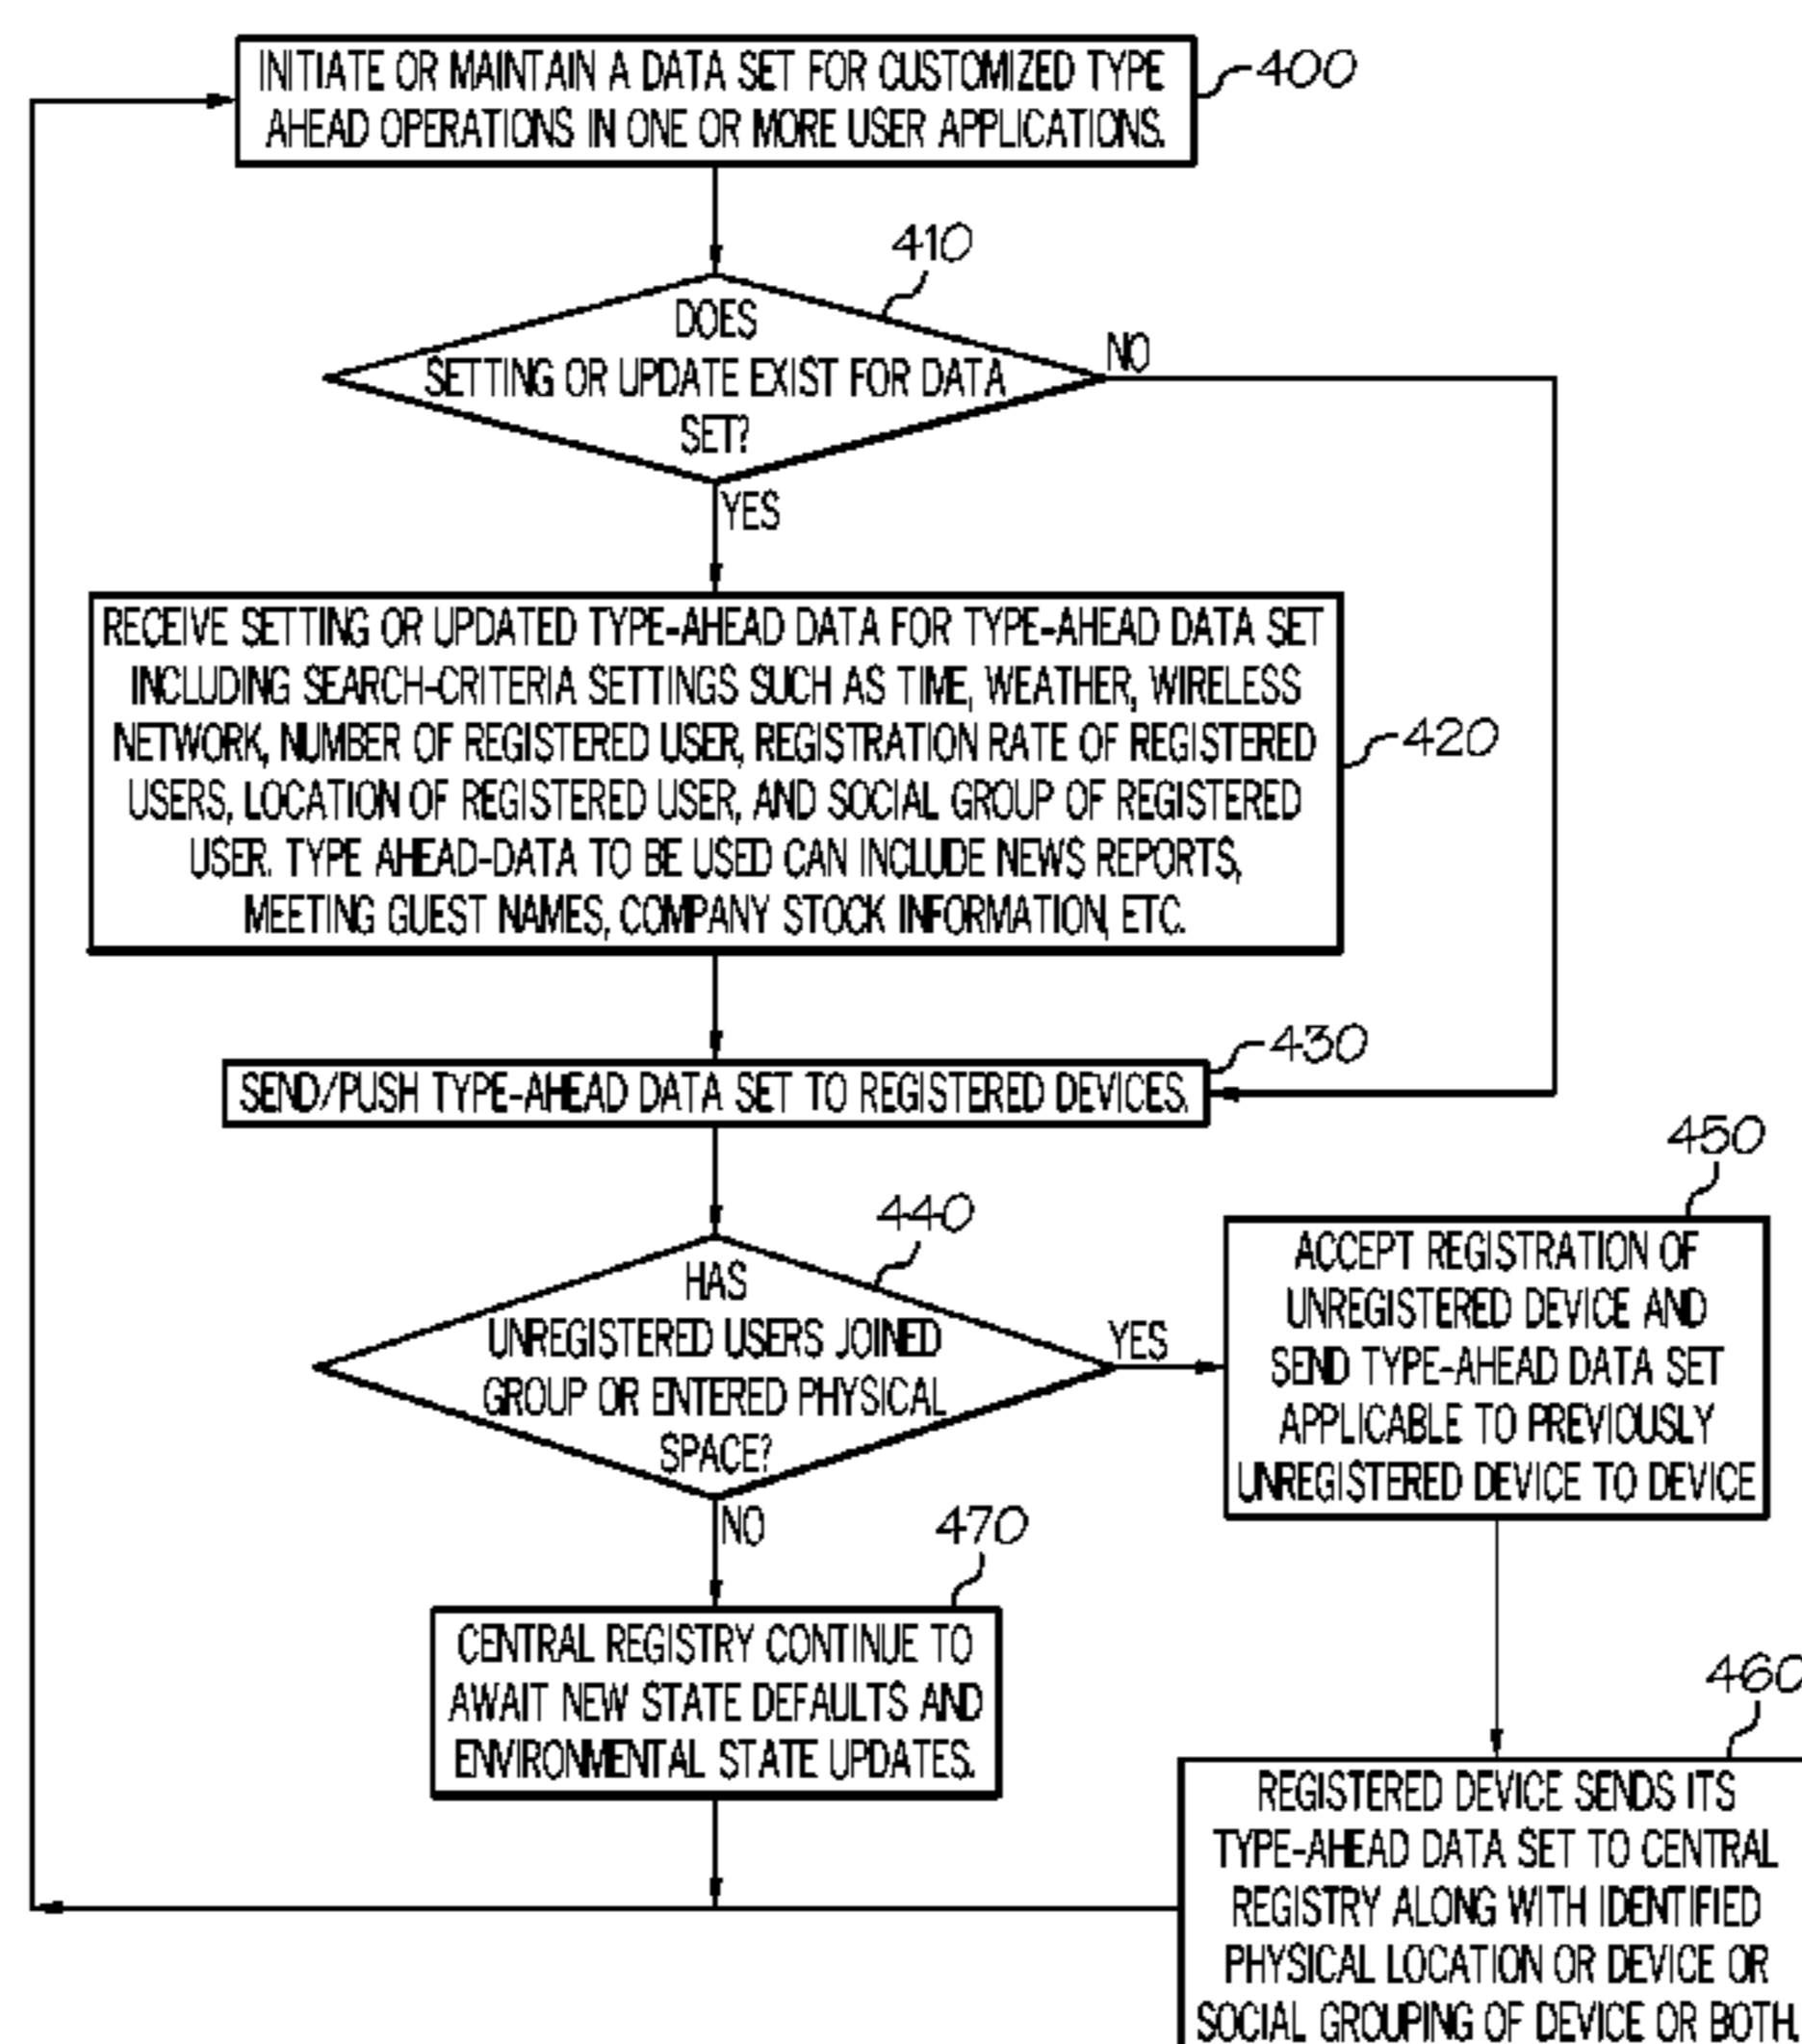 INITIATE OR MAINTAIN A DATA SET FOR CUSTOMIZED TYPE
AHEAD OPERATIONS IN ONE OR MORE USER APPLICATIONS.
400
410
DOES
SETTING OR UPDATE EXIST FOR DATA
SET?
NO
YES
RECEIVE SETTING OR UPDATED TYPE-AHEAD DATA FOR TYPE-AHEAD DATA SET
INCLUDING SEARCH-CRITERIA SETTINGS SUCH AS TIME, WEATHER, WIRELESS
NETWORK, NUMBER OF REGISTERED USER, REGISTRATION RATE OF REGISTERED
USERS, LOCATION OF REGISTERED USER, AND SOCIAL GROUP OF REGISTERED
USER. TYPE AHEAD-DATA TO BE USED CAN INCLUDE NEWS REPORTS,
MEETING GUEST NAMES, COMPANY STOCK INFORMATION, ETC.
420
SEND/PUSH TYPE-AHEAD DATA SET TO REGISTERED DEVICES.
430
440
HAS
UNREGISTERED USERS JOINED
GROUP OR ENTERED PHYSICAL
SPACE?
YES
NO
450
ACCEPT REGISTRATION OF
UNREGISTERED DEVICE AND
SEND TYPE-AHEAD DATA SET
APPLICABLE TO PREVIOUSLY
UNREGISTERED DEVICE TO DEVICE
470
CENTRAL REGISTRY CONTINUE TO
AWAIT NEW STATE DEFAULTS AND
ENVIRONMENTAL STATE UPDATES.
460
REGISTERED DEVICE SENDS ITS
TYPE-AHEAD DATA SET TO CENTRAL
REGISTRY ALONG WITH IDENTIFIED
PHYSICAL LOCATION OR DEVICE OR
SOCIAL GROUPING OF DEVICE OR BOTH.